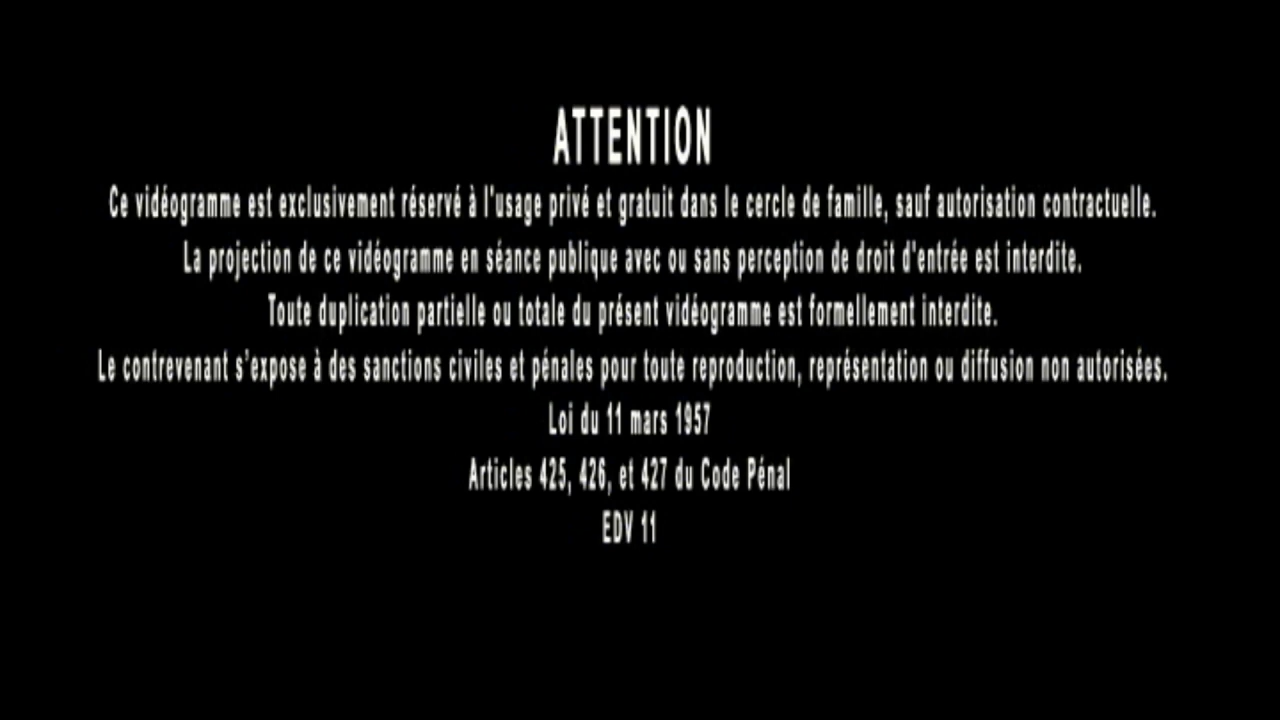 ATTENTION
Ce vidéogramme est exclusivement réservé à l'usage privé et gratuit dans le cercle de famille, sauf autorisation contractuelle.
La projection de ce vidéogramme en séance publique avec ou sans perception de droit d'entrée est interdite.
Toute duplication partielle ou totale du présent vidéogramme est formellement interdite.
Le contrevenant s'expose à des sanctions civiles et pénales pour toute reproduction, représentation ou diffusion non autorisées.
Loi du 11 mars 1957
Articles 425, 426, et 427 du Code Pénal
EDV 11